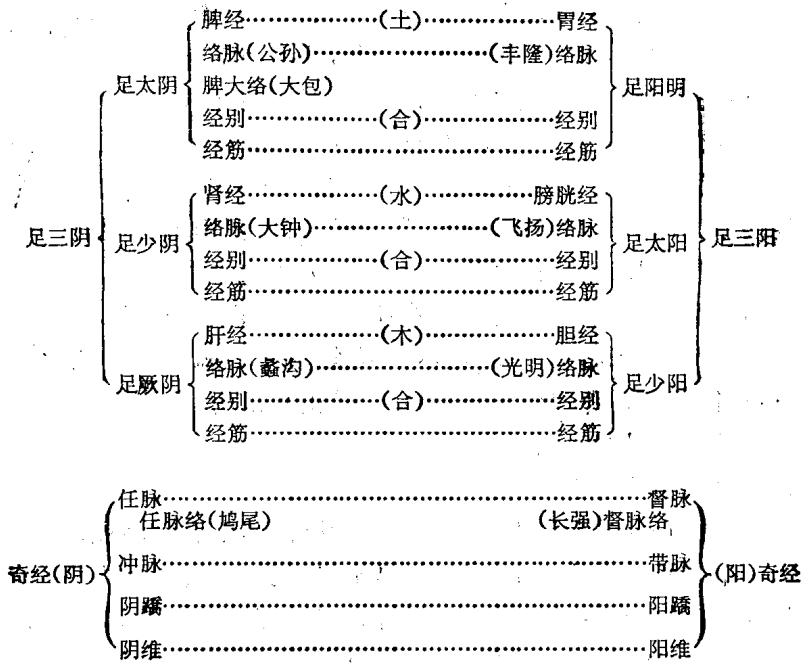 脾经……………(土)……………胃经
络脉(公孙)…………………(丰隆)络脉
足太阴 脾大络(大包) 足阳明
经别……………(合)……………经别
经筋………………………………经筋
肾经……………(水)……………膀胱经
络脉(大钟)…………………(飞扬)络脉
足三阴 足少阴 足太阳 足三阳
经别……………(合)……………经别
经筋………………………………经筋
肝经……………(木)……………胆经
络脉(蠡沟)…………………(光明)络脉
足厥阴 足少阳
经别……………(合)……………经别
经筋………………………………经筋
任脉………………………………督脉
任脉络(鸠尾) (长强)督脉络
冲脉………………………………带脉
奇经(阴) (阳)奇经
阴蹻………………………………阳蹻
阴维………………………………阳维